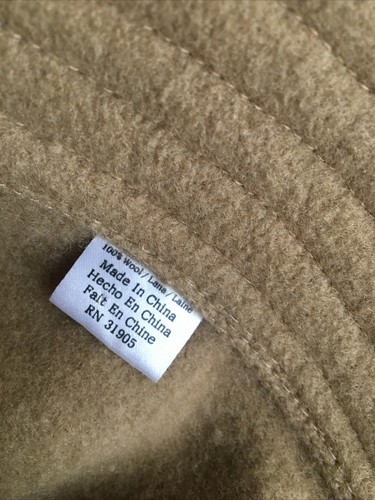 100% Wool/Lana/Laine
Made In China
Hecho En China
Fait En Chine
RN 31905